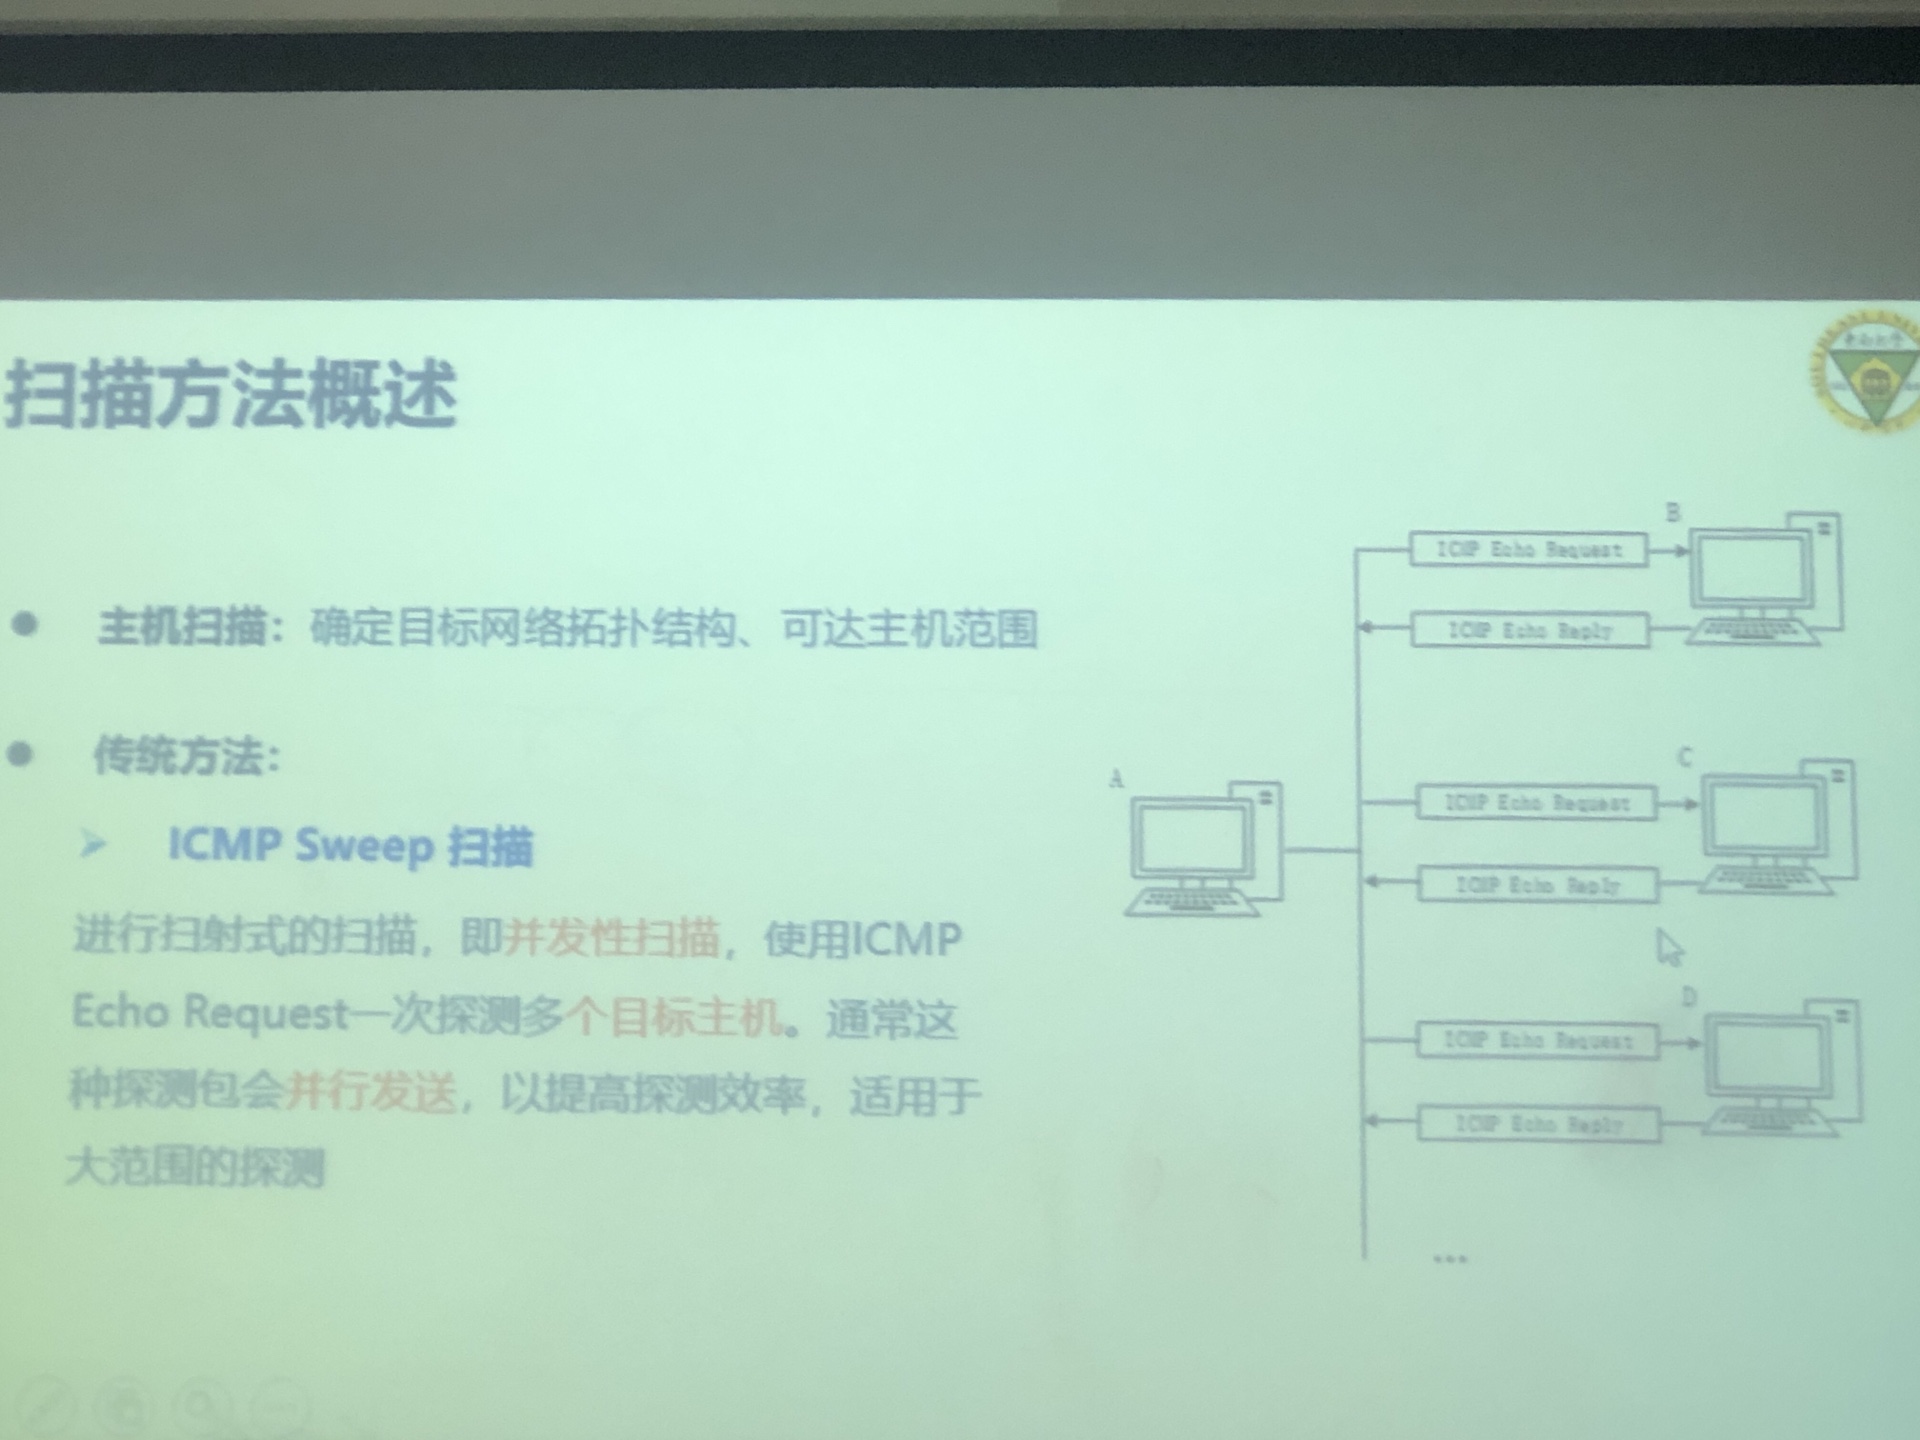 扫描方法概述
主机扫描：确定目标网络拓扑结构、可达主机范围
传统方法：
ICMP Sweep 扫描
进行扫射式的扫描，即并发性扫描，使用ICMP
Echo Request一次探测多个目标主机。通常这
种探测包会并行发送，以提高探测效率，适用于
大范围的探测
A
B
ICMP Echo Request
ICMP Echo Reply
C
ICMP Echo Request
ICMP Echo Reply
D
ICMP Echo Request
ICMP Echo Reply
...